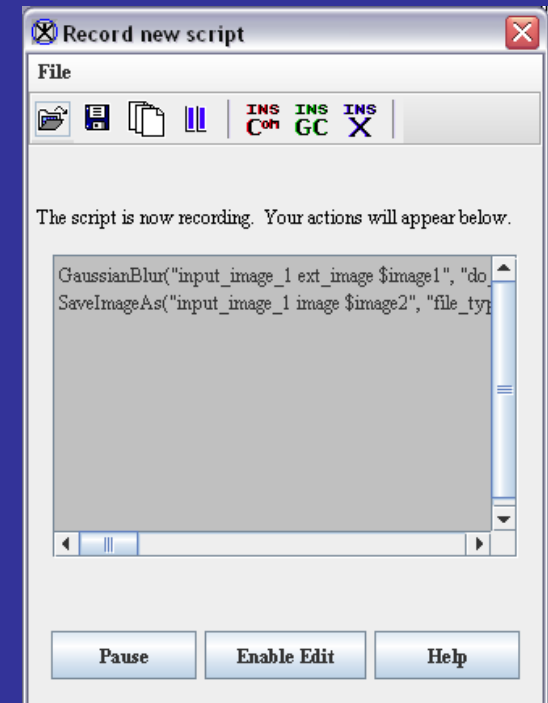 Record new script
File
INS Com INS GC INS X
The script is now recording. Your actions will appear below.
GaussianBlur("input_image_1 ext_image $image1", "do_
SaveImageAs("input_image_1 image $image2", "file_typ
Pause Enable Edit Help